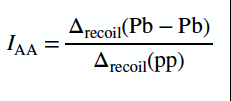 I_AA = Δ_recoil(Pb − Pb) / Δ_recoil(pp)